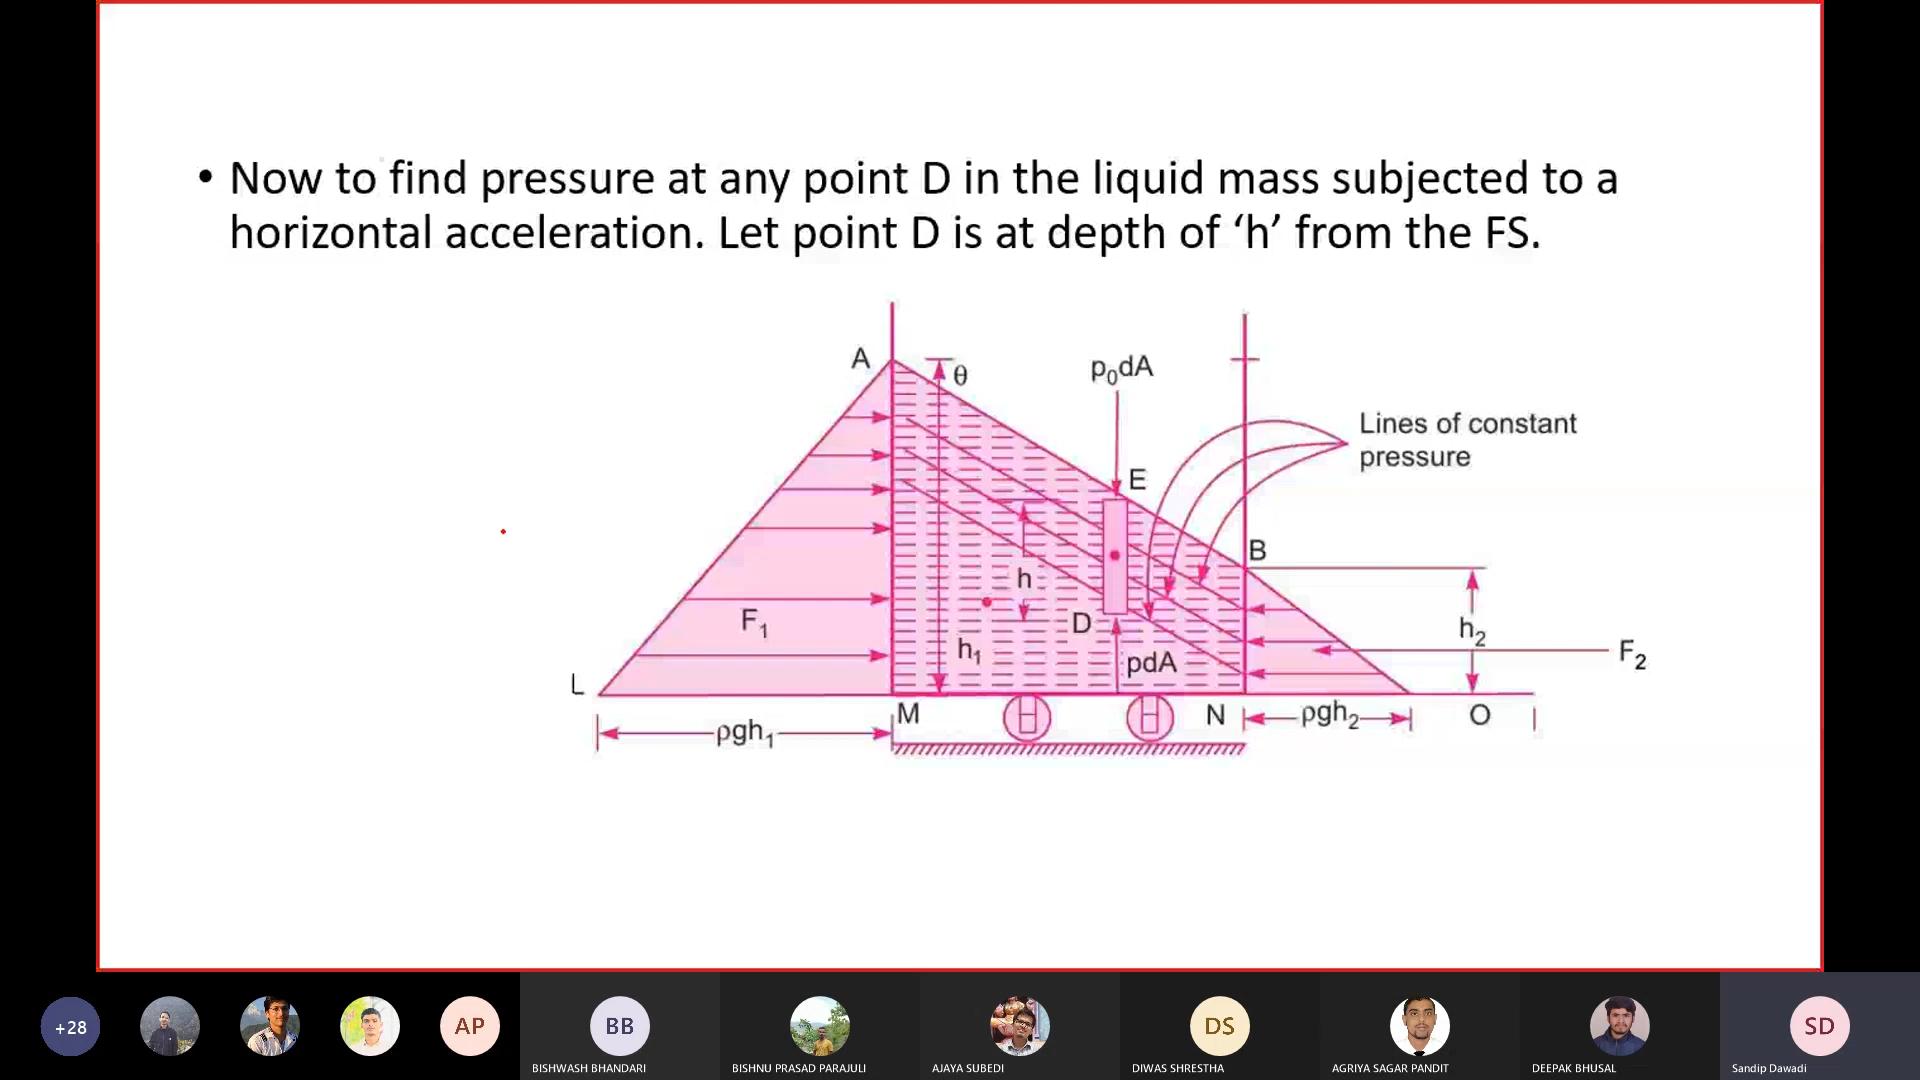 • Now to find pressure at any point D in the liquid mass subjected to a
horizontal acceleration. Let point D is at depth of ‘h’ from the FS.
A
θ
p₀dA
Lines of constant
pressure
E
B
h
F₁
D
h₂
h₁
pdA
F₂
L
M
N
ρgh₂
O
ρgh₁
+28
AP
BB
DS
SD
BISHWASH BHANDARI
BISHNU PRASAD PARAJULI
AJAYA SUBEDI
DIWAS SHRESTHA
AGRIYA SAGAR PANDIT
DEEPAK BHUSAL
Sandip Dawadi